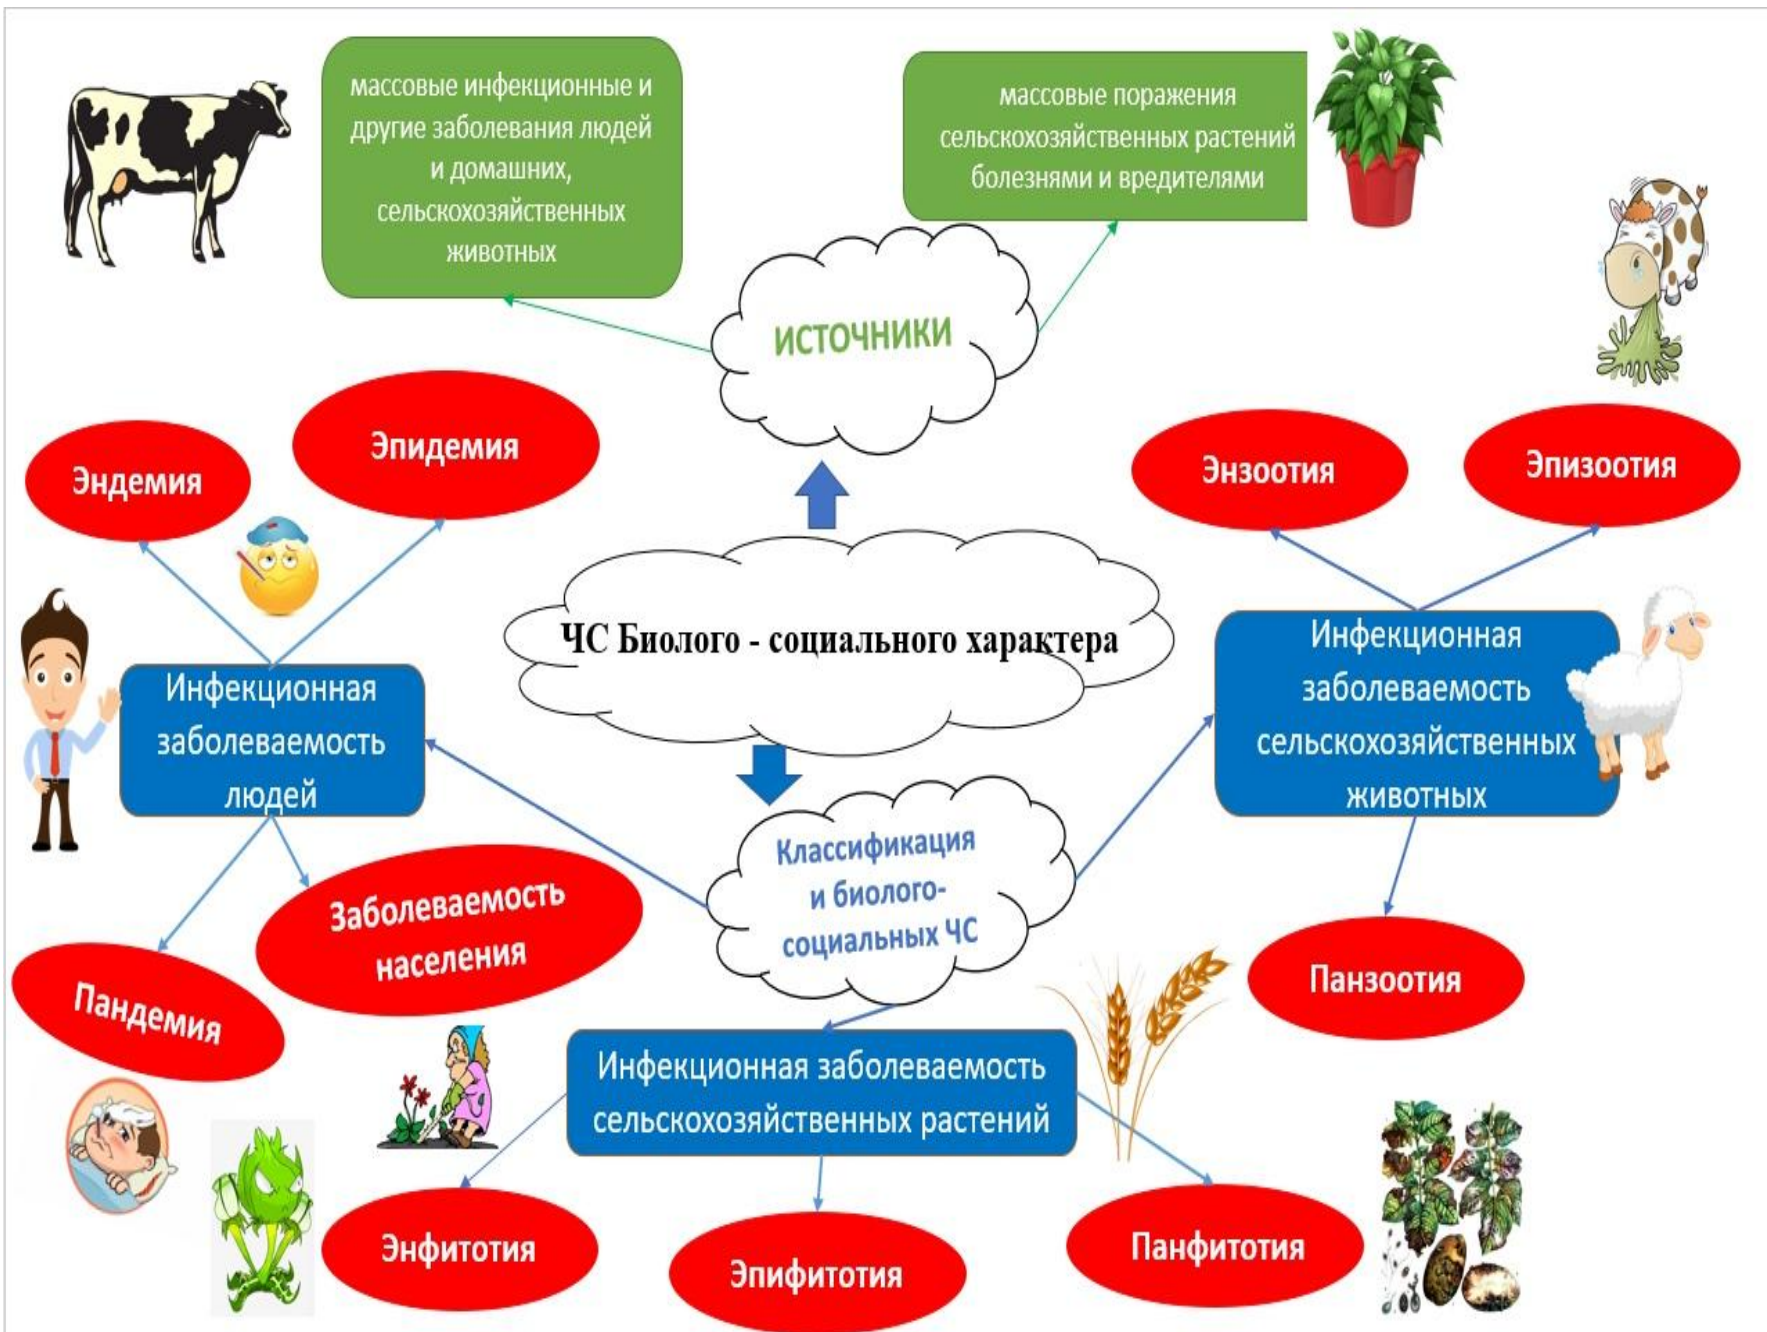 массовые инфекционные и
другие заболевания людей
и домашних,
сельскохозяйственных
животных
массовые поражения
сельскохозяйственных растений
болезнями и вредителями
ИСТОЧНИКИ
Эндемия
Эпидемия
Энзоотия
Эпизоотия
ЧС Биолого - социального характера
Инфекционная
заболеваемость
людей
Инфекционная
заболеваемость
сельскохозяйственных
животных
Классификация
и биолого-
социальных ЧС
Заболеваемость
населения
Пандемия
Панзоотия
Инфекционная заболеваемость
сельскохозяйственных растений
Энфитотия
Эпифитотия
Панфитотия